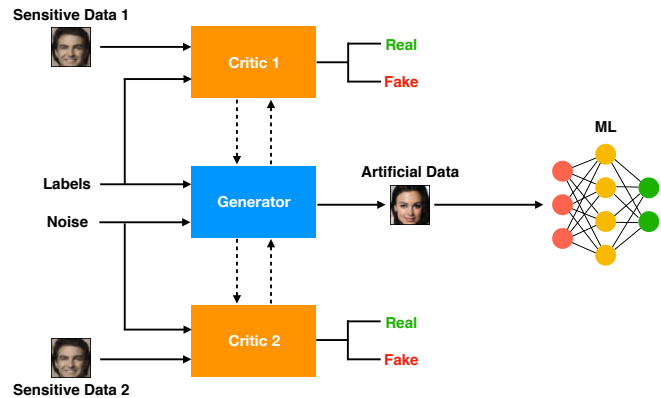 Sensitive Data 1
Critic 1
Real
Fake
ML
Labels
Generator
Artificial Data
Noise
Critic 2
Real
Fake
Sensitive Data 2